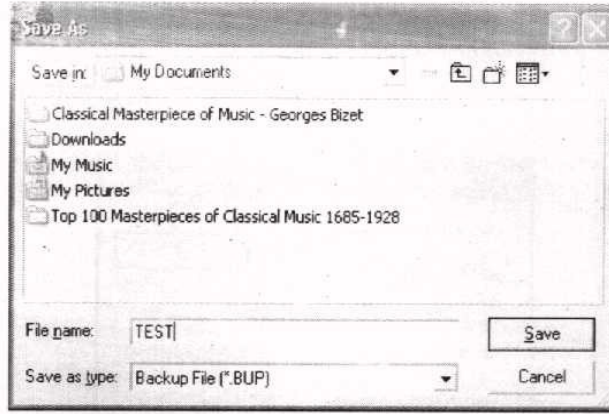 Save As
Save in: My Documents
Classical Masterpiece of Music - Georges Bizet
Downloads
My Music
My Pictures
Top 100 Masterpieces of Classical Music 1685-1928
File name: TEST Save
Save as type: Backup File (*.BUP) Cancel